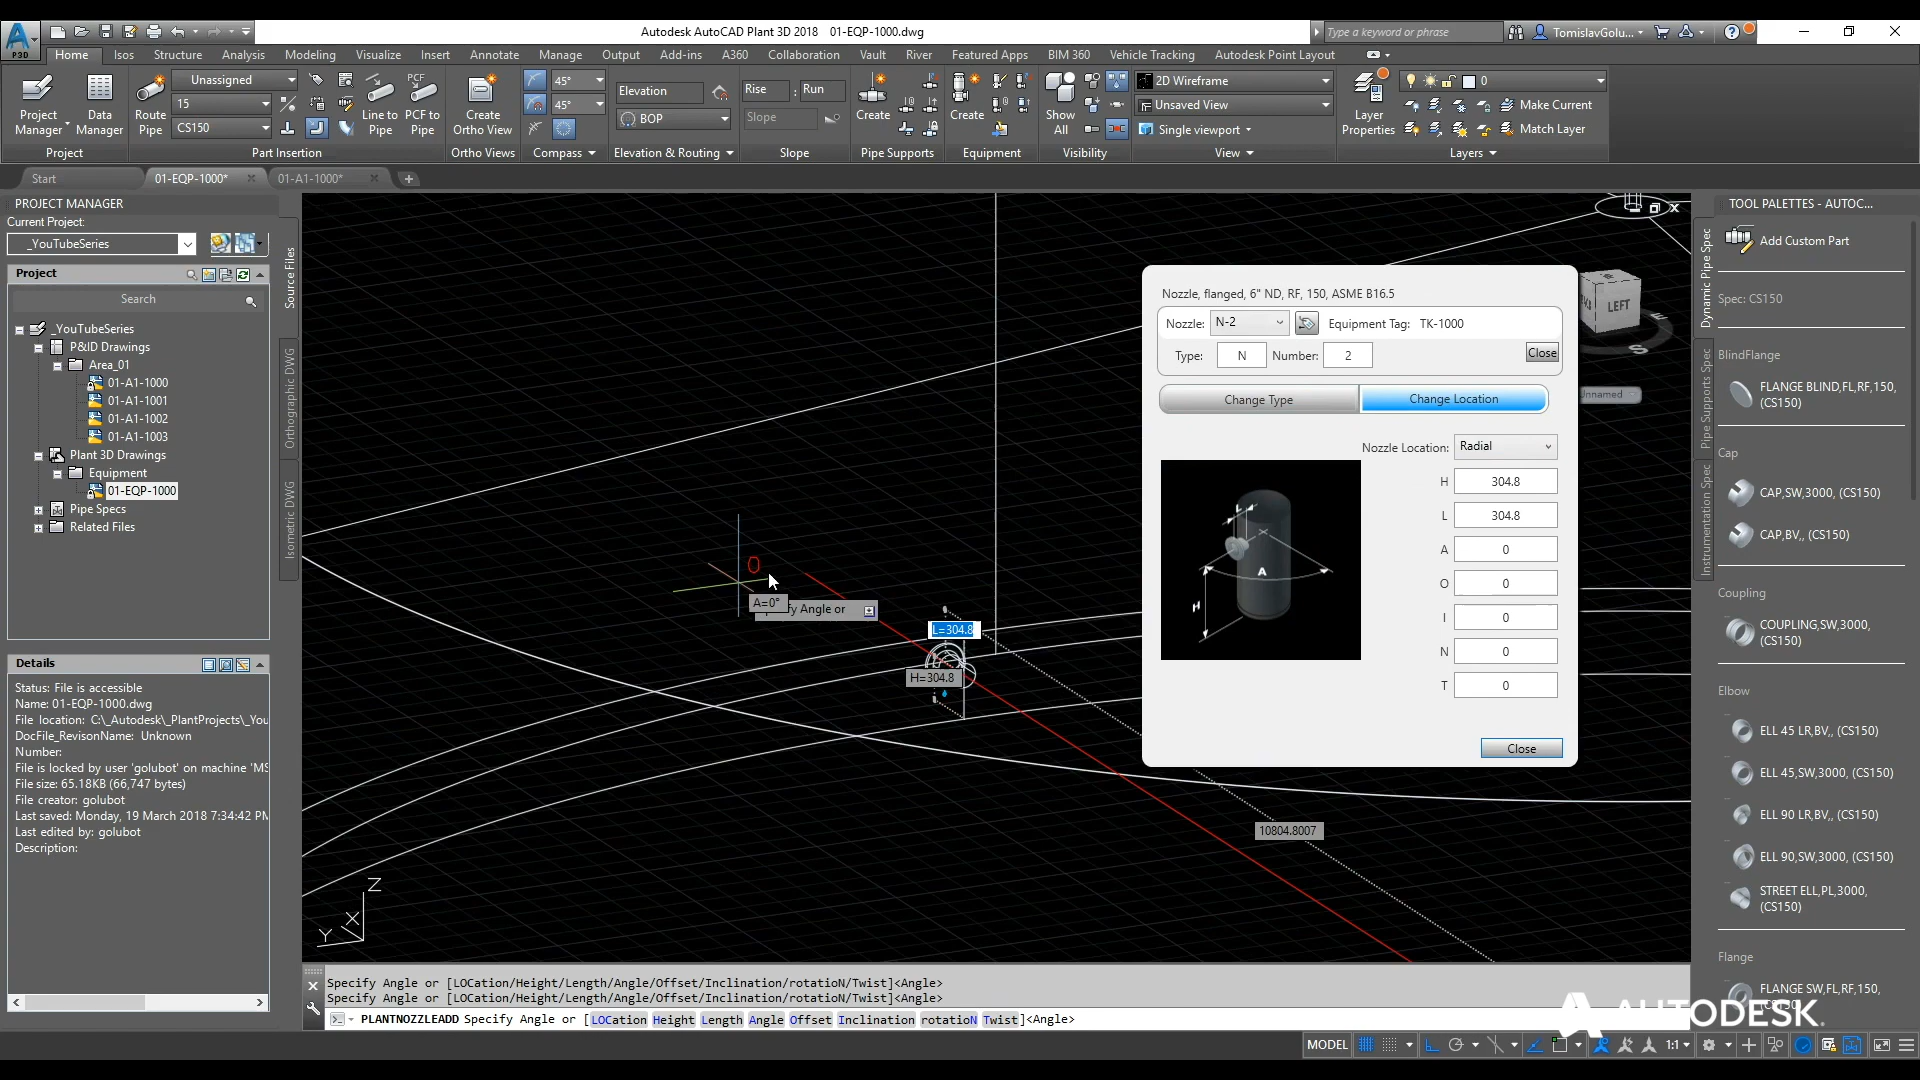 Autodesk AutoCAD Plant 3D 2018 01-EQP-1000.dwg
Type a keyword or phrase
TomislavGolu...
P3D
Home Isos Structure Analysis Modeling Visualize Insert Annotate Manage Output Add-ins A360 Collaboration Vault River Featured Apps BIM 360 Vehicle Tracking Autodesk Point Layout
Project Manager
Data Manager
Project
Route Pipe
Unassigned
15
CS150
Line to Pipe
PCF to Pipe
Part Insertion
PCF
Create Ortho View
Ortho Views
45°
45°
Compass
Elevation
BOP
Elevation & Routing
Rise : Run
Slope
Slope
Create
Pipe Supports
Create
Equipment
Show All
Visibility
2D Wireframe
Unsaved View
Single viewport
View
Layer Properties
0
Make Current
Match Layer
Layers
Start 01-EQP-1000* 01-A1-1000*
PROJECT MANAGER
Current Project:
_YouTubeSeries
Project
Search
_YouTubeSeries
P&ID Drawings
Area_01
01-A1-1000
01-A1-1001
01-A1-1002
01-A1-1003
Plant 3D Drawings
Equipment
01-EQP-1000
Pipe Specs
Related Files
Source Files
Orthographic DWG
Isometric DWG
Details
Status: File is accessible
Name: 01-EQP-1000.dwg
File location: C:\_Autodesk\_PlantProjects\_You
DocFile_RevisonName: Unknown
Number:
File is locked by user 'golubot' on machine 'MS
File size: 65.18KB (66,747 bytes)
File creator: golubot
Last saved: Monday, 19 March 2018 7:34:42 PM
Last edited by: golubot
Description:
0
A=0°
fy Angle or
L=304.8
H=304.8
10804.8007
Z
X
Y
LEFT
E
S
Unnamed
Nozzle, flanged, 6" ND, RF, 150, ASME B16.5
Nozzle: N-2 Equipment Tag: TK-1000
Type: N Number: 2
Close
Change Type Change Location
Nozzle Location: Radial
H 304.8
L 304.8
A 0
O 0
I 0
N 0
T 0
L
A
H
Close
TOOL PALETTES - AUTOC...
Dynamic Pipe Spec
Pipe Supports Spec
Instrumentation Spec
Add Custom Part
Spec: CS150
BlindFlange
FLANGE BLIND,FL,RF,150, (CS150)
Cap
CAP,SW,3000, (CS150)
CAP,BV,, (CS150)
Coupling
COUPLING,SW,3000, (CS150)
Elbow
ELL 45 LR,BV,, (CS150)
ELL 45,SW,3000, (CS150)
ELL 90 LR,BV,, (CS150)
ELL 90,SW,3000, (CS150)
STREET ELL,PL,3000, (CS150)
Flange
FLANGE SW,FL,RF,150,
AUTODESK.
Specify Angle or [LOCation/Height/Length/Angle/Offset/Inclination/rotatioN/Twist]<Angle>
Specify Angle or [LOCation/Height/Length/Angle/Offset/Inclination/rotatioN/Twist]<Angle>
PLANTNOZZLEADD Specify Angle or [LOCation Height Length Angle Offset Inclination rotatioN Twist]<Angle>
MODEL
1:1